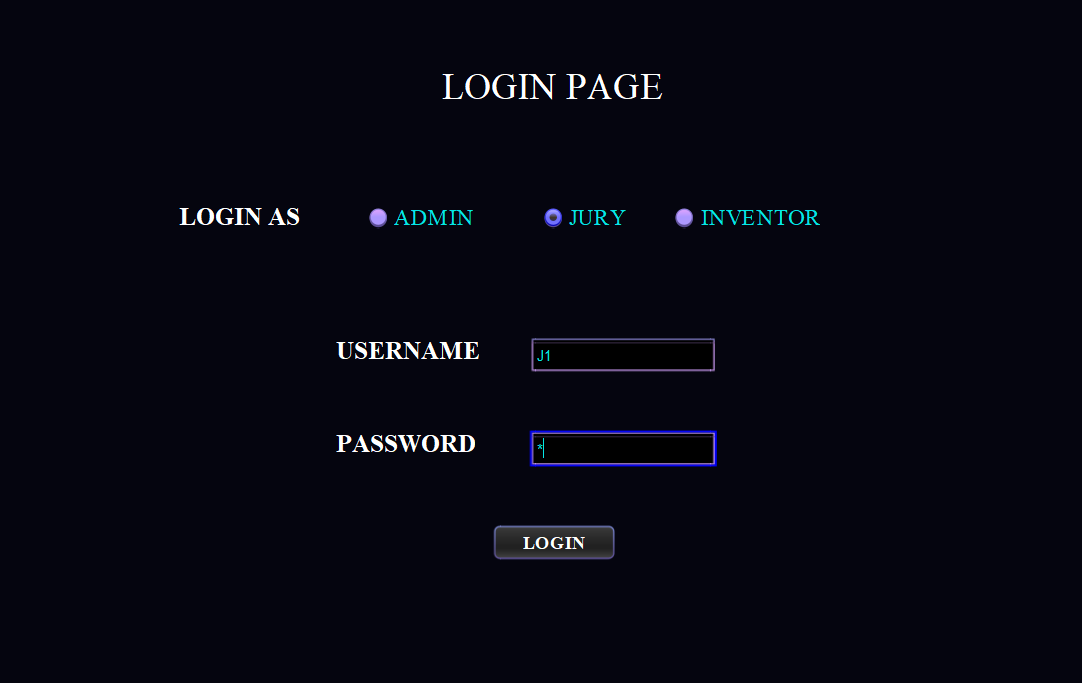 LOGIN PAGE
LOGIN AS ADMIN JURY INVENTOR
USERNAME J1
PASSWORD *
LOGIN